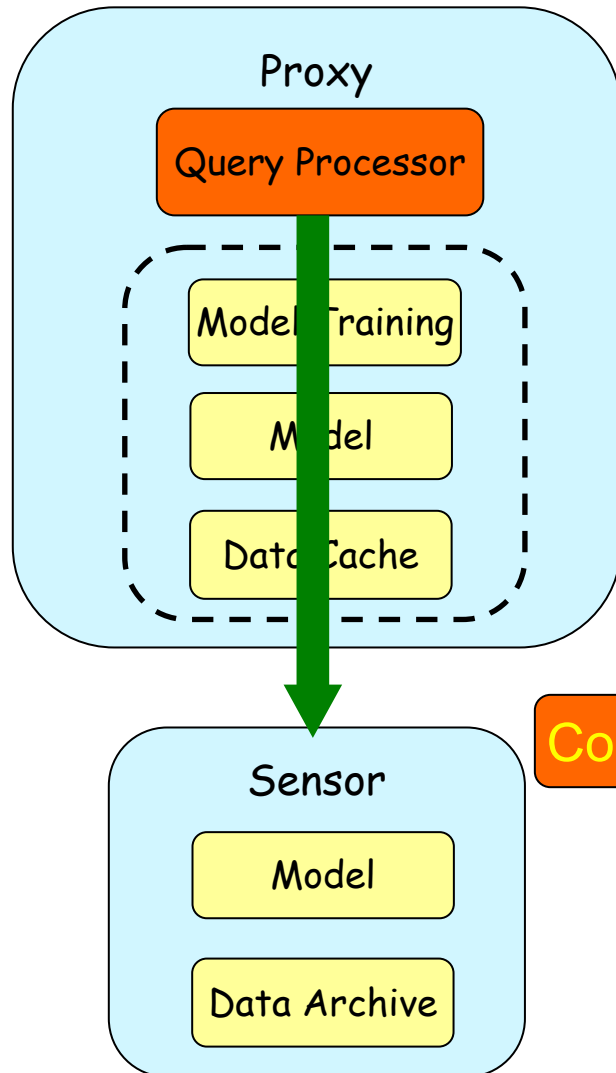 Proxy
Query Processor
Model Training
Model
Data Cache
Co
Sensor
Model
Data Archive